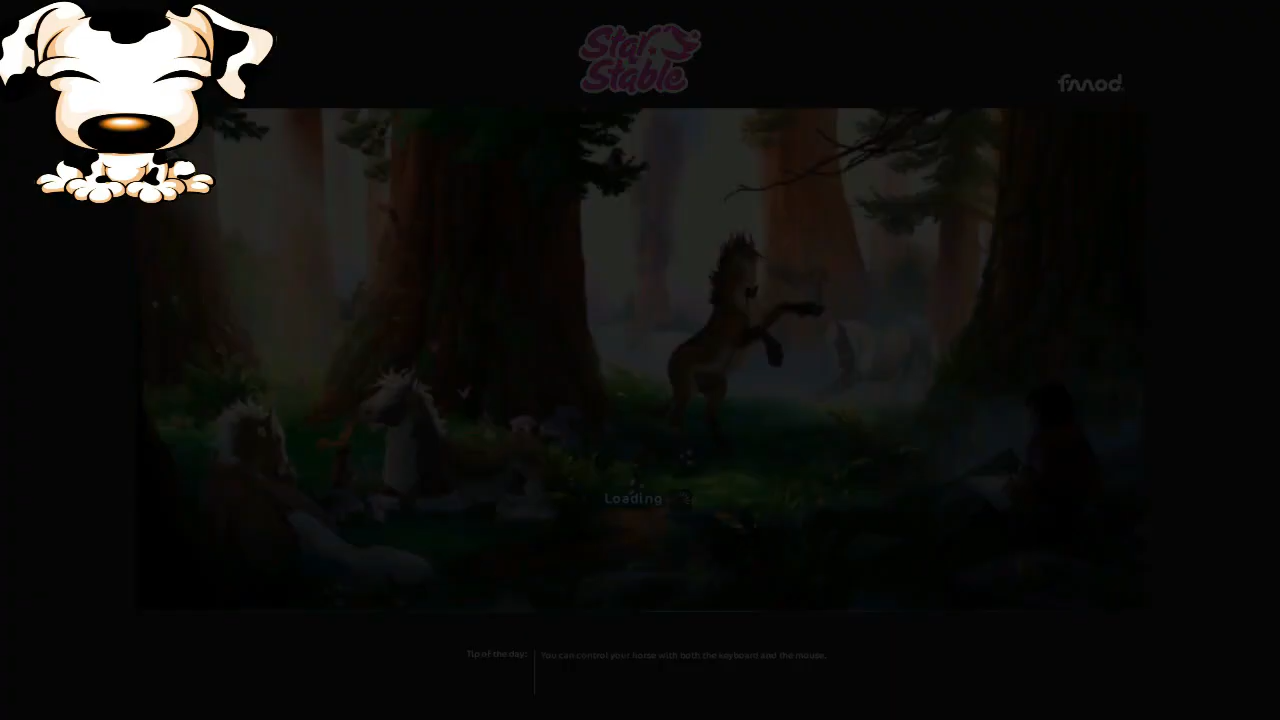 Star
Stable
fmod
Loading
Tip of the day:
You can control your horse with both the keyboard and the mouse.